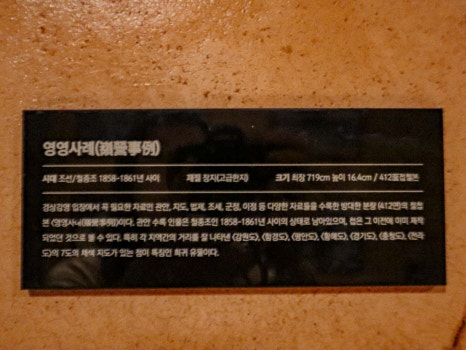 영영사례(嶺營事例)
시대 조선/철종조 1858-1861년 사이 재질 장지(고급한지) 크기 최장 719cm 높이 16.4cm / 412면절첩본
경상감영 입장에서 꼭 필요한 자료인 관안, 지도, 법제, 조세, 군정, 이정 등 다양한 자료들을 수록한 방대한 분량 (412면)의 절첩
본 <영영사례(嶺營事例)>이다. 관안 수록 인물은 철종조인 1858-1861년 사이의 상태로 남아있으며, 첩은 그 이전에 이미 제작
되었던 것으로 볼 수 있다. 특히 각 지역간의 거리를 잘 나타낸 <강원도>, <함경도>, <평안도>, <황해도>, <경기도>, <충청도>, <전라
도>의 7도의 채색 지도가 있는 점이 특징인 희귀 유물이다.